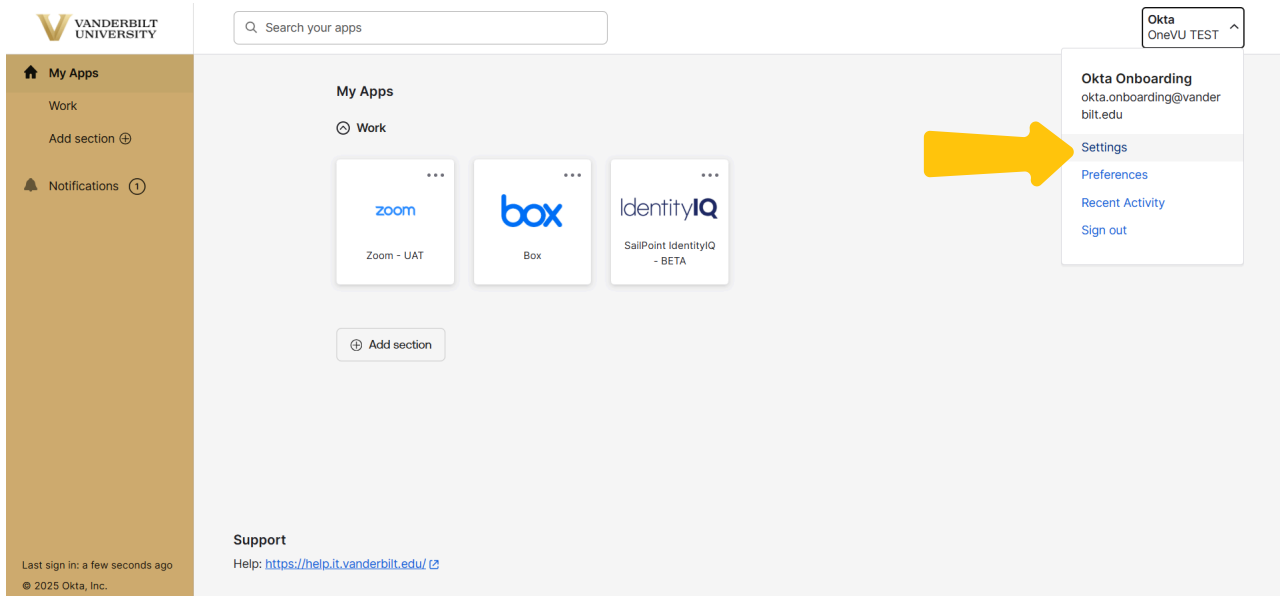 VANDERBILT
UNIVERSITY
Search your apps
Okta
OneVU TEST
My Apps
Work
Add section
Notifications 1
Last sign in: a few seconds ago
© 2025 Okta, Inc.
My Apps
Work
zoom
Zoom - UAT
box
Box
IdentityIQ
SailPoint IdentityIQ
- BETA
Add section
Support
Help: https://help.it.vanderbilt.edu/
Okta Onboarding
okta.onboarding@vander
bilt.edu
Settings
Preferences
Recent Activity
Sign out